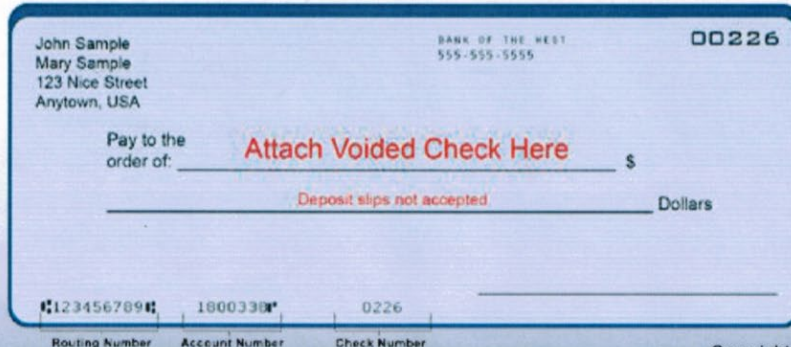 John Sample
Mary Sample
123 Nice Street
Anytown, USA
BANK OF THE WEST
555-555-5555
00226
Pay to the
order of:
Attach Voided Check Here
$
Deposit slips not accepted
Dollars
⑆123456789⑆ 1800338⑈ 0226
Routing Number Account Number Check Number